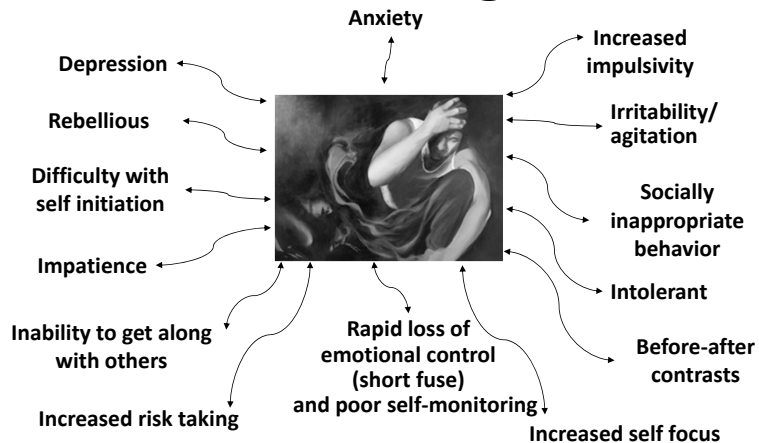 Anxiety
Depression
Rebellious
Difficulty with
self initiation
Impatience
Inability to get along
with others
Increased risk taking
Rapid loss of
emotional control
(short fuse)
and poor self-monitoring
Increased
impulsivity
Irritability/
agitation
Socially
inappropriate
behavior
Intolerant
Before-after
contrasts
Increased self focus